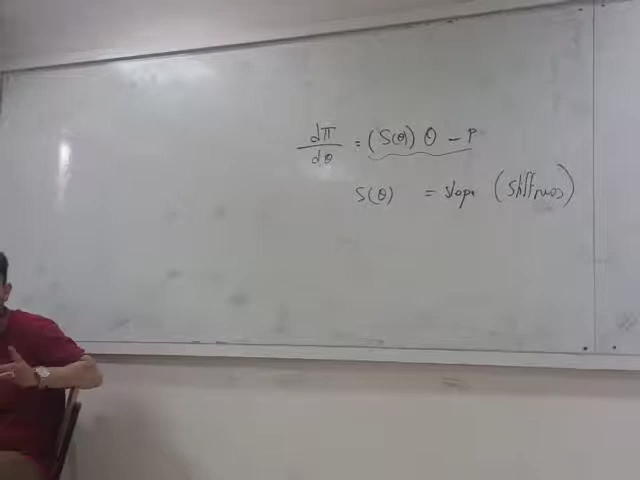 dπ/dθ = (S(θ)) θ - P
S(θ) = slope (Stiffness)